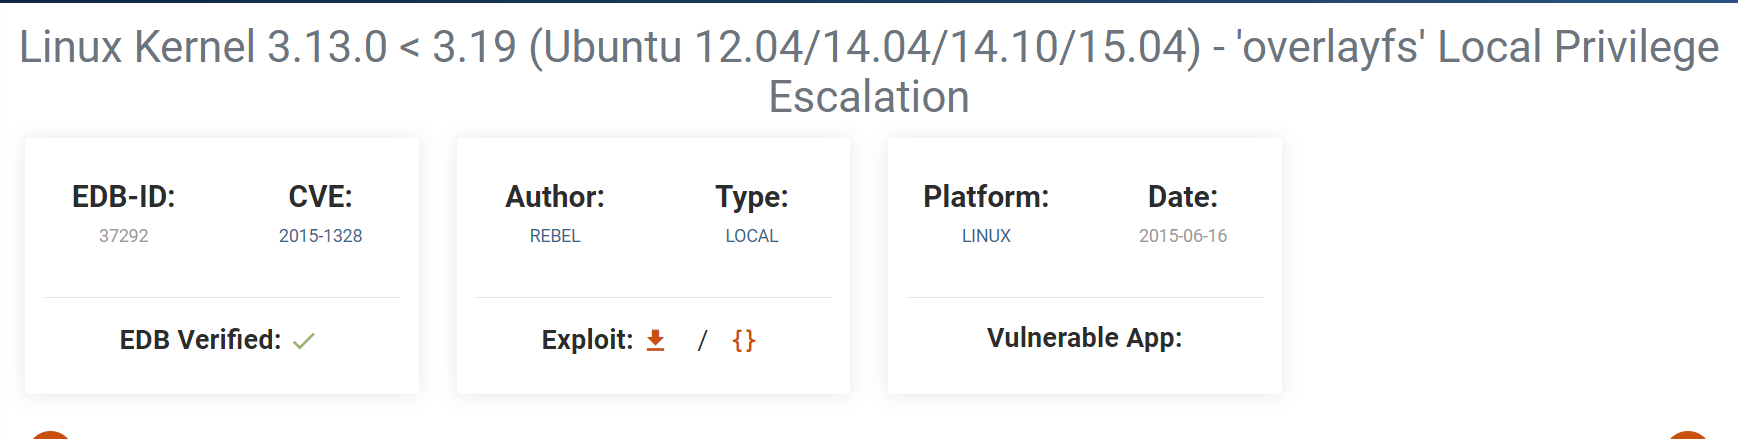 Linux Kernel 3.13.0 < 3.19 (Ubuntu 12.04/14.04/14.10/15.04) - 'overlayfs' Local Privilege
Escalation
EDB-ID:
37292
CVE:
2015-1328
EDB Verified:
Author:
REBEL
Type:
LOCAL
Exploit: / {}
Platform:
LINUX
Date:
2015-06-16
Vulnerable App: